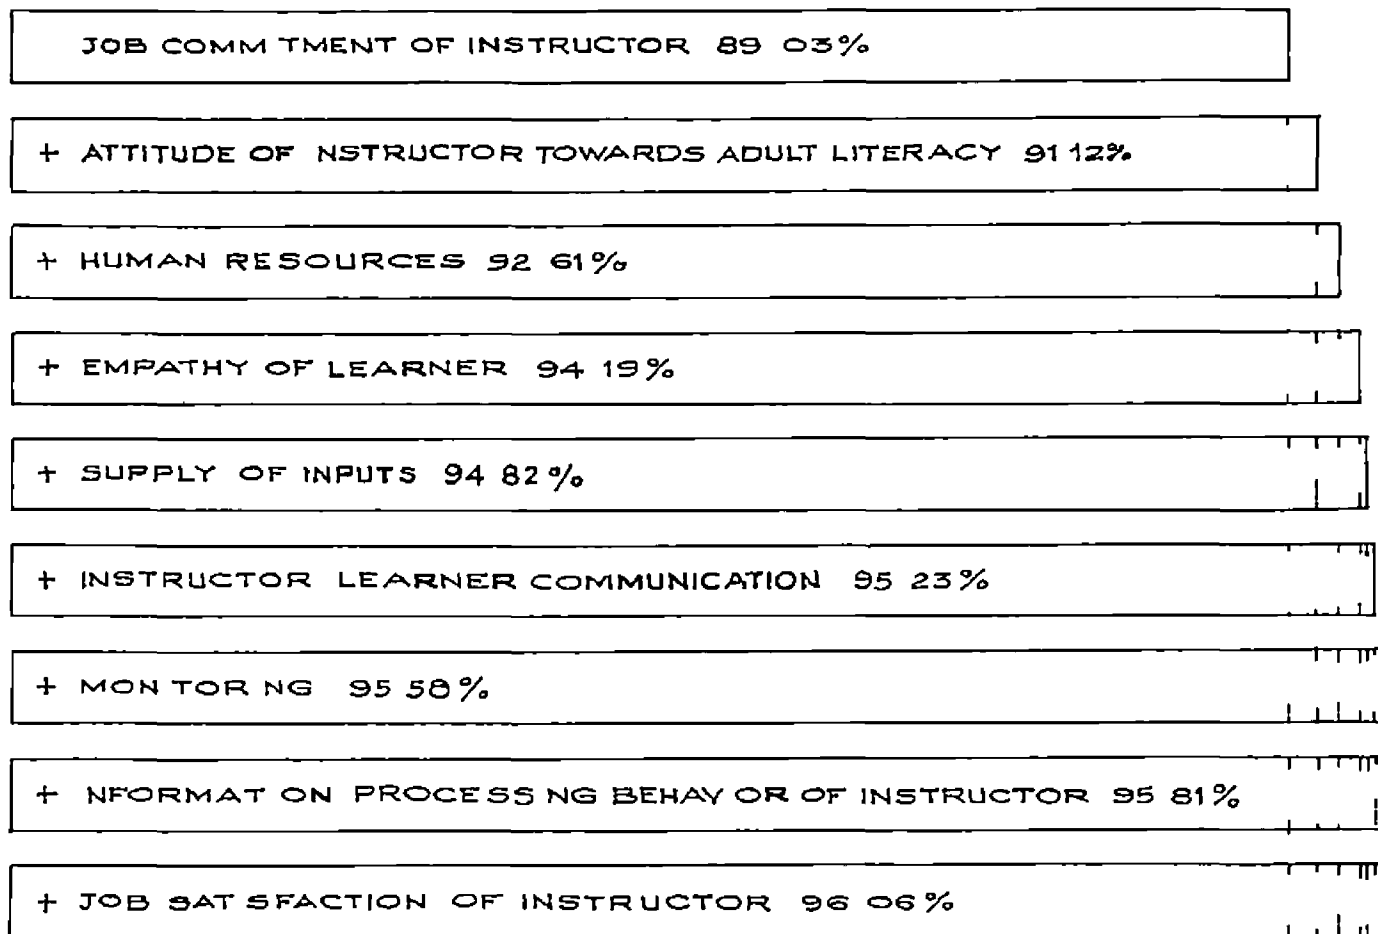 JOB COMM TMENT OF INSTRUCTOR 89 03%
+ ATTITUDE OF NSTRUCTOR TOWARDS ADULT LITERACY 91 12%
+ HUMAN RESOURCES 92 61%
+ EMPATHY OF LEARNER 94 19%
+ SUPPLY OF INPUTS 94 82%
+ INSTRUCTOR LEARNER COMMUNICATION 95 23%
+ MON TOR NG 95 58%
+ NFORMAT ON PROCESS NG BEHAV OR OF INSTRUCTOR 95 81%
+ JOB SAT SFACTION OF INSTRUCTOR 96 06%